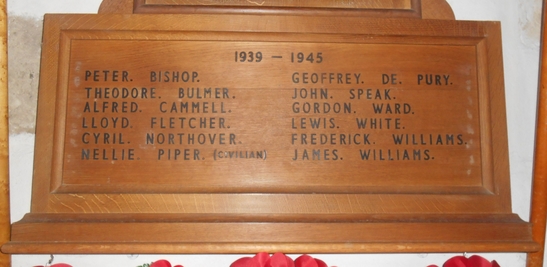 1939 – 1945
PETER. BISHOP.
THEODORE. BULMER.
ALFRED. CAMMELL.
LLOYD. FLETCHER.
CYRIL. NORTHOVER.
NELLIE. PIPER. (CIVILIAN)
GEOFFREY. DE. PURY.
JOHN. SPEAK.
GORDON. WARD.
LEWIS. WHITE.
FREDERICK. WILLIAMS.
JAMES. WILLIAMS.